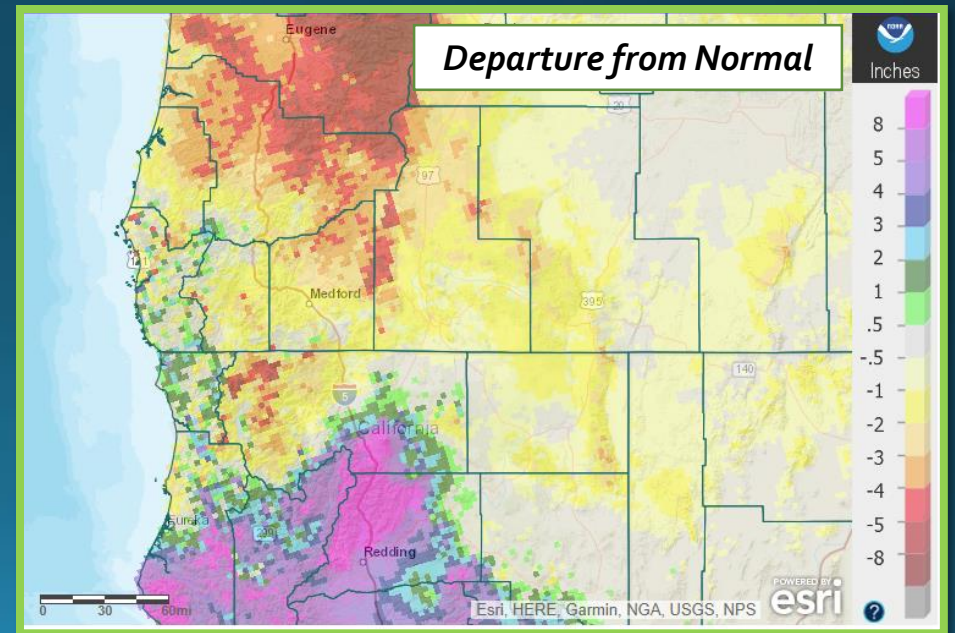 Eugene
Departure from Normal
NOAA
Inches
8
5
4
3
2
1
.5
-.5
-1
-2
-3
-4
-5
-8
20
97
Medford
395
5
140
California
Eureka
299
Redding
POWERED BY
esri
0 30 60mi
Esri, HERE, Garmin, NGA, USGS, NPS
?